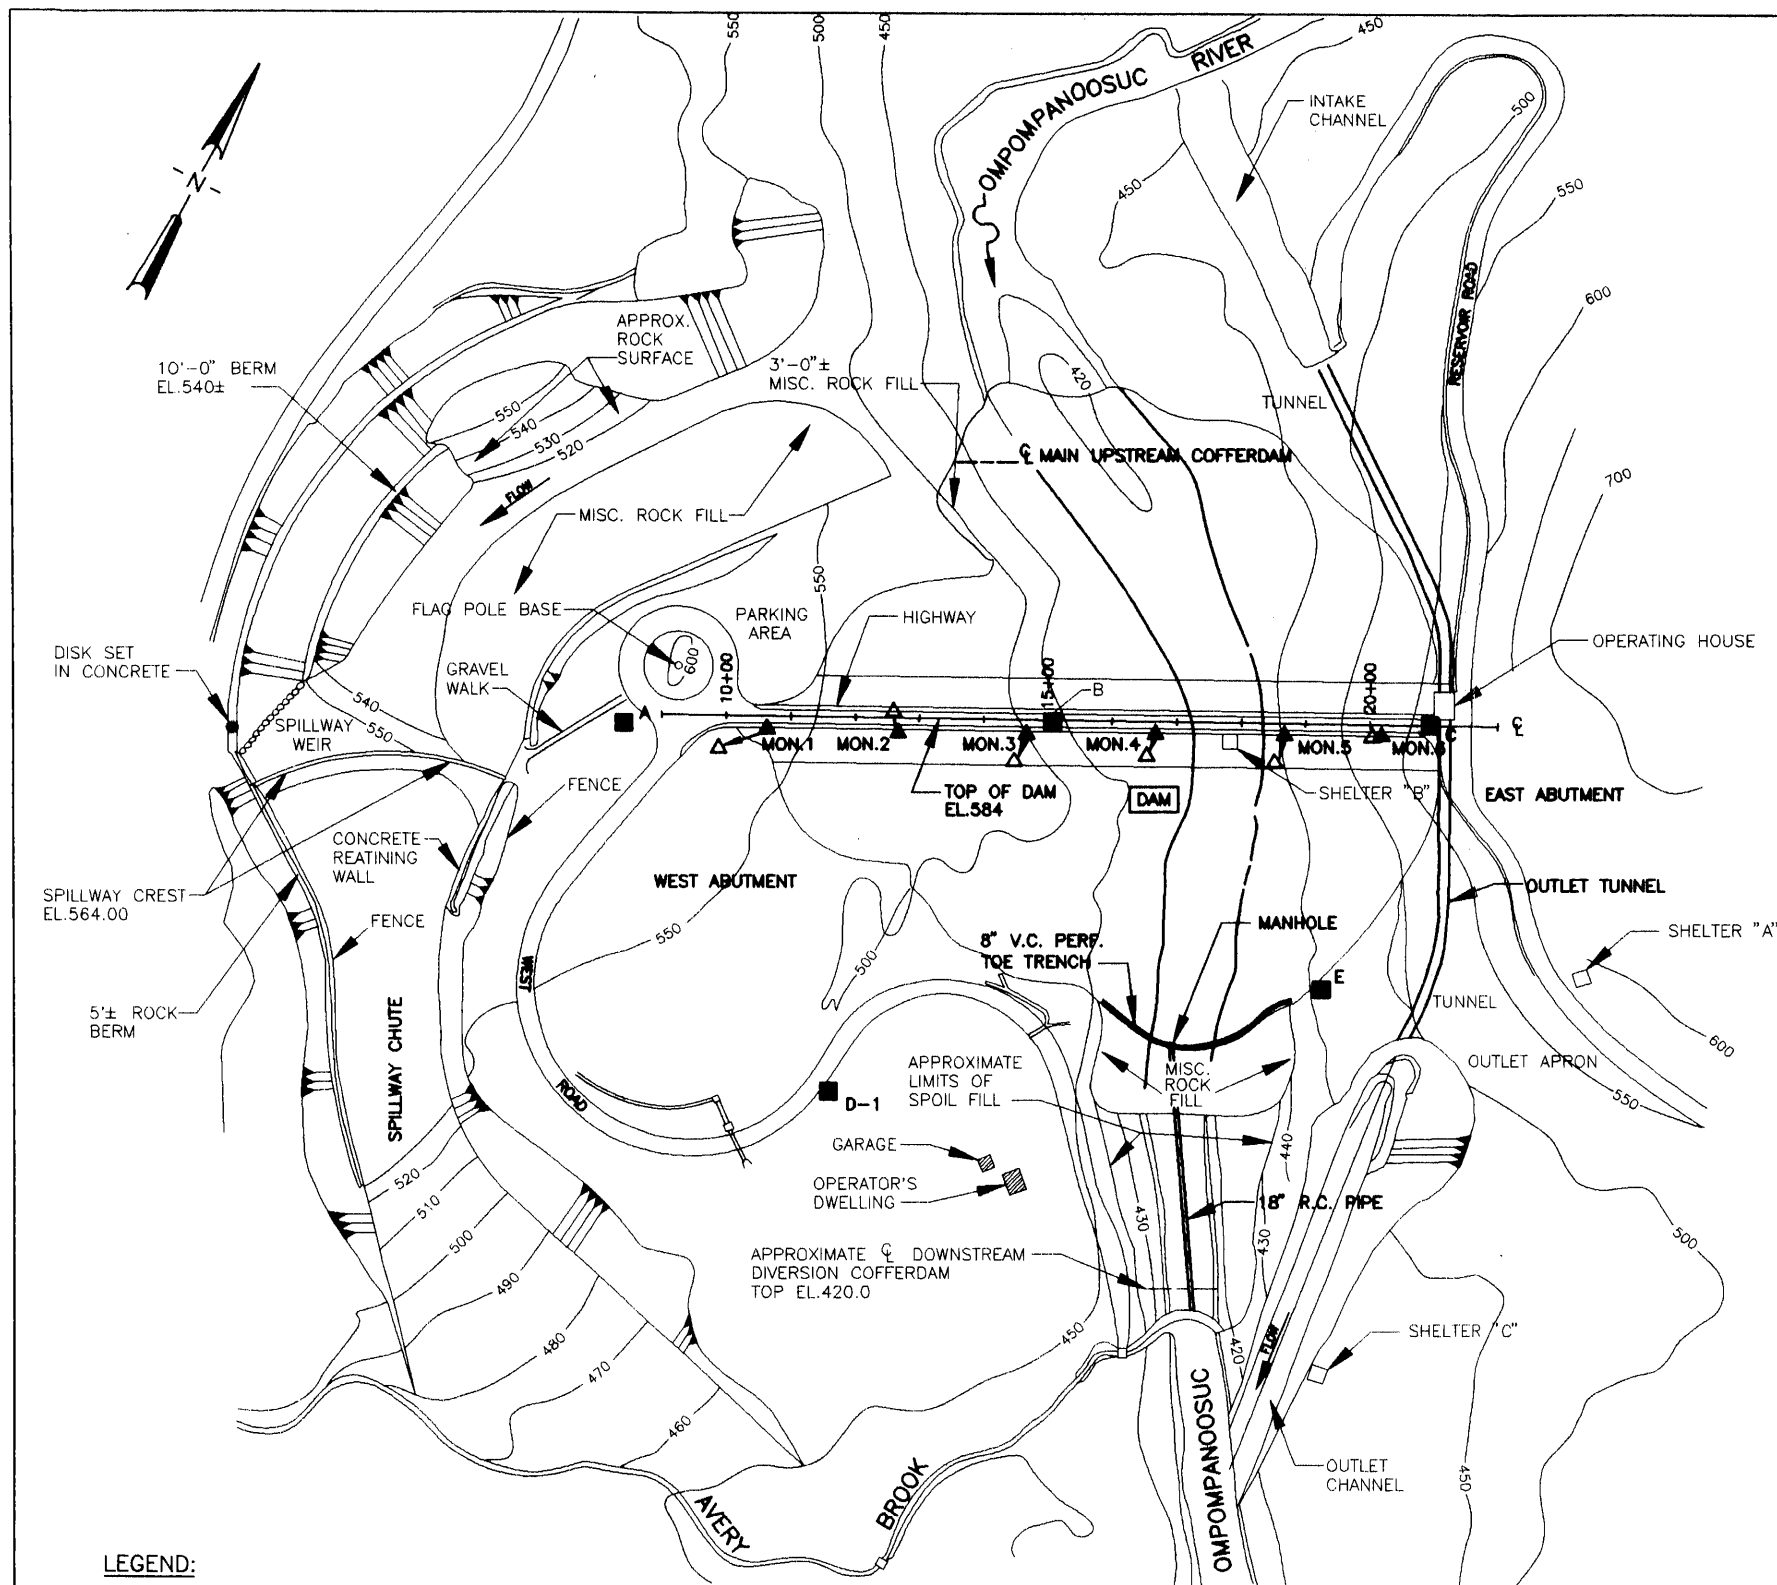 550
500
450
450
OMPOMPANOOSUC RIVER
INTAKE
CHANNEL
500
450
550
N
600
RESERVOIR ROAD
APPROX.
ROCK
SURFACE
10'-0" BERM
EL.540±
3'-0"±
MISC. ROCK FILL
420
TUNNEL
550
540
530
520
℄ MAIN UPSTREAM COFFERDAM
700
FLOW
MISC. ROCK FILL
550
FLAG POLE BASE
PARKING
AREA
HIGHWAY
DISK SET
IN CONCRETE
OPERATING HOUSE
GRAVEL
WALK
600
10+00
15+00
20+00
B
540
SPILLWAY
WEIR
550
A
C
℄
MON.1
MON.2
MON.3
MON.4
MON.5
MON.6
FENCE
TOP OF DAM
EL.584
DAM
SHELTER "B"
EAST ABUTMENT
CONCRETE
REATINING
WALL
WEST ABUTMENT
SPILLWAY CREST
EL.564.00
OUTLET TUNNEL
FENCE
550
500
8" V.C. PERF.
TOE TRENCH
MANHOLE
SHELTER "A"
WEST
E
5'± ROCK
BERM
TUNNEL
600
SPILLWAY CHUTE
APPROXIMATE
LIMITS OF
SPOIL FILL
MISC.
ROCK
FILL
OUTLET APRON
ROAD
D-1
550
440
GARAGE
520
510
500
OPERATOR'S
DWELLING
430
18" R.C. PIPE
430
500
APPROXIMATE ℄ DOWNSTREAM
DIVERSION COFFERDAM
TOP EL.420.0
490
480
450
470
420
FLOW
SHELTER "C"
460
OMPOMPANOOSUC
OUTLET
CHANNEL
450
AVERY
BROOK
LEGEND: